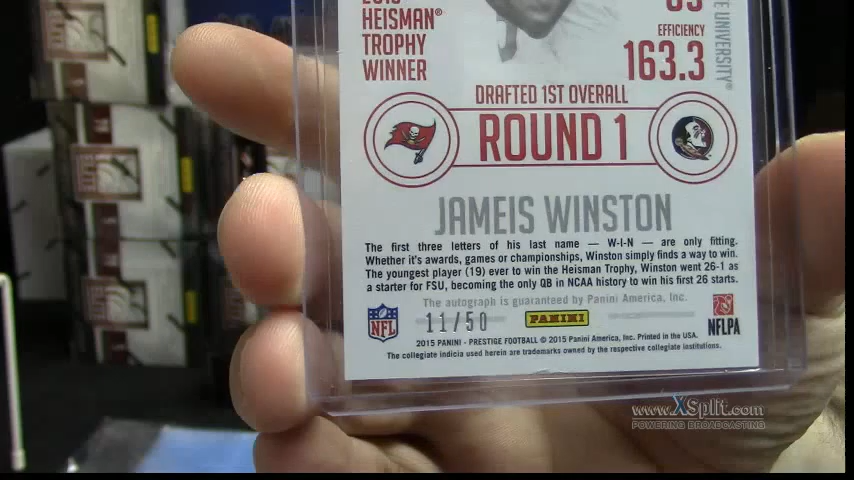 HEISMAN®
TROPHY
WINNER
EFFICIENCY
163.3
UNIVERSITY®
DRAFTED 1ST OVERALL
ROUND 1
JAMEIS WINSTON
The first three letters of his last name — W-I-N — are only fitting.
Whether it's awards, games or championships, Winston simply finds a way to win.
The youngest player (19) ever to win the Heisman Trophy, Winston went 26-1 as
a starter for FSU, becoming the only QB in NCAA history to win his first 26 starts.
The autograph is guaranteed by Panini America, Inc.
11/50
NFL
PANINI
NFLPA
2015 PANINI - PRESTIGE FOOTBALL © 2015 Panini America, Inc. Printed in the USA.
The collegiate indicia used herein are trademarks owned by the respective collegiate institutions.
www.XSplit.com
POWERING BROADCASTING